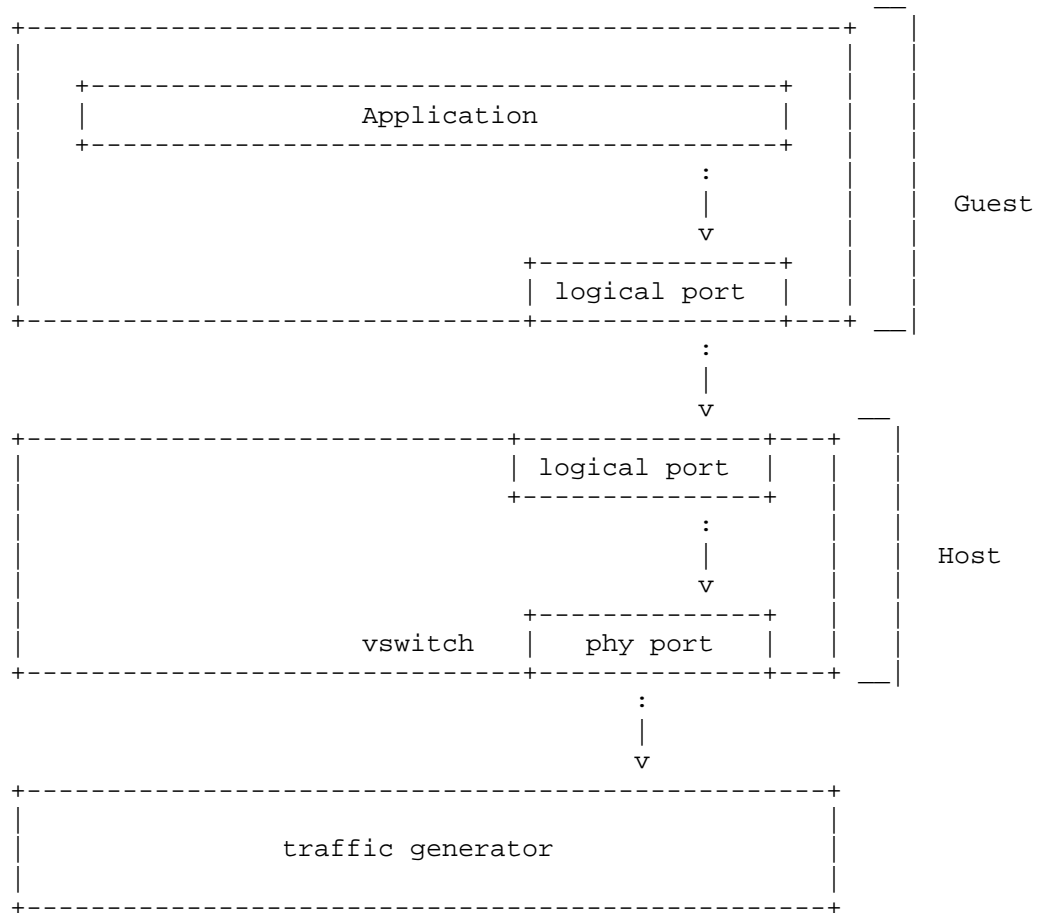 Application
Guest
logical port
logical port
Host
vswitch phy port
traffic generator